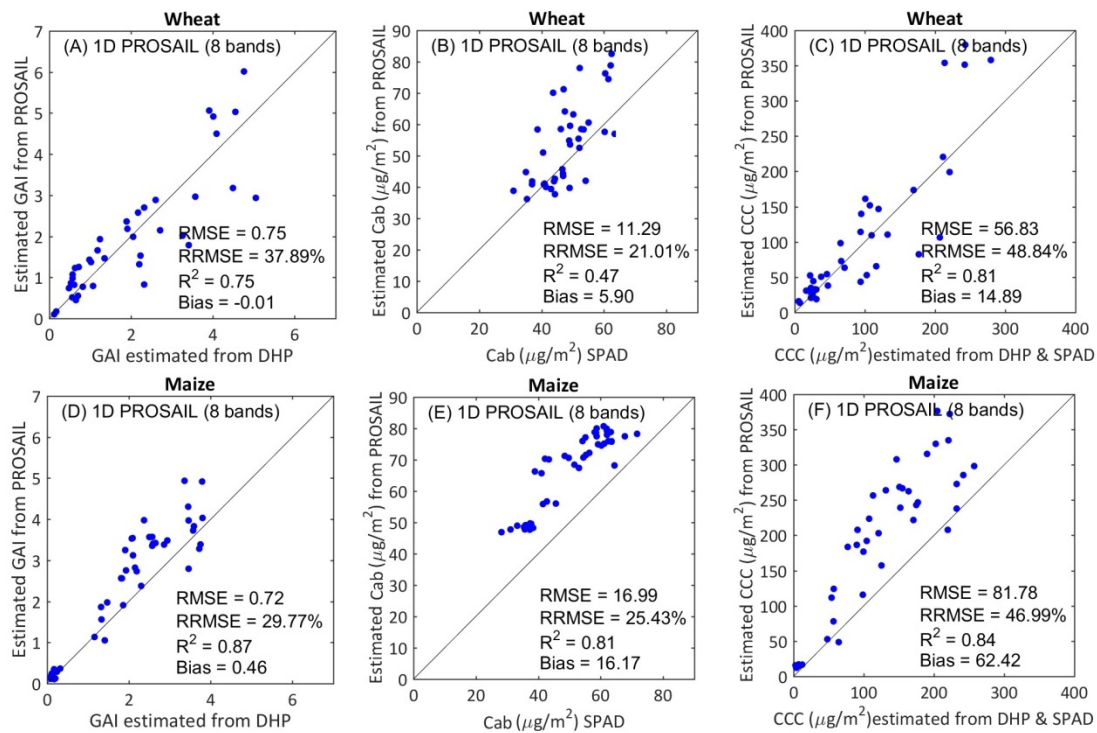 Wheat
(A) 1D PROSAIL (8 bands)
Estimated GAI from PROSAIL
7
6
5
4
3
2
1
0
RMSE = 0.75
RRMSE = 37.89%
R² = 0.75
Bias = -0.01
0 2 4 6
GAI estimated from DHP
(B) 1D PROSAIL (8 bands)
Estimated Cab (μg/m²) from PROSAIL
90
80
70
60
50
40
30
20
10
0
RMSE = 11.29
RRMSE = 21.01%
R² = 0.47
Bias = 5.90
0 20 40 60 80
Cab (μg/m²) SPAD
Wheat
(C) 1D PROSAIL (8 bands)
Estimated CCC (μg/m²) from PROSAIL
400
350
300
250
200
150
100
50
0
RMSE = 56.83
RRMSE = 48.84%
R² = 0.81
Bias = 14.89
0 100 200 300 400
CCC (μg/m²)estimated from DHP & SPAD
Maize
(D) 1D PROSAIL (8 bands)
Estimated GAI from PROSAIL
7
6
5
4
3
2
1
0
RMSE = 0.72
RRMSE = 29.77%
R² = 0.87
Bias = 0.46
0 2 4 6
GAI estimated from DHP
Maize
(E) 1D PROSAIL (8 bands)
Estimated Cab (μg/m²) from PROSAIL
90
80
70
60
50
40
30
20
10
0
RMSE = 16.99
RRMSE = 25.43%
R² = 0.81
Bias = 16.17
0 20 40 60 80
Cab (μg/m²) SPAD
Maize
(F) 1D PROSAIL (8 bands)
Estimated CCC (μg/m²) from PROSAIL
400
350
300
250
200
150
100
50
0
RMSE = 81.78
RRMSE = 46.99%
R² = 0.84
Bias = 62.42
0 100 200 300 400
CCC (μg/m²)estimated from DHP & SPAD